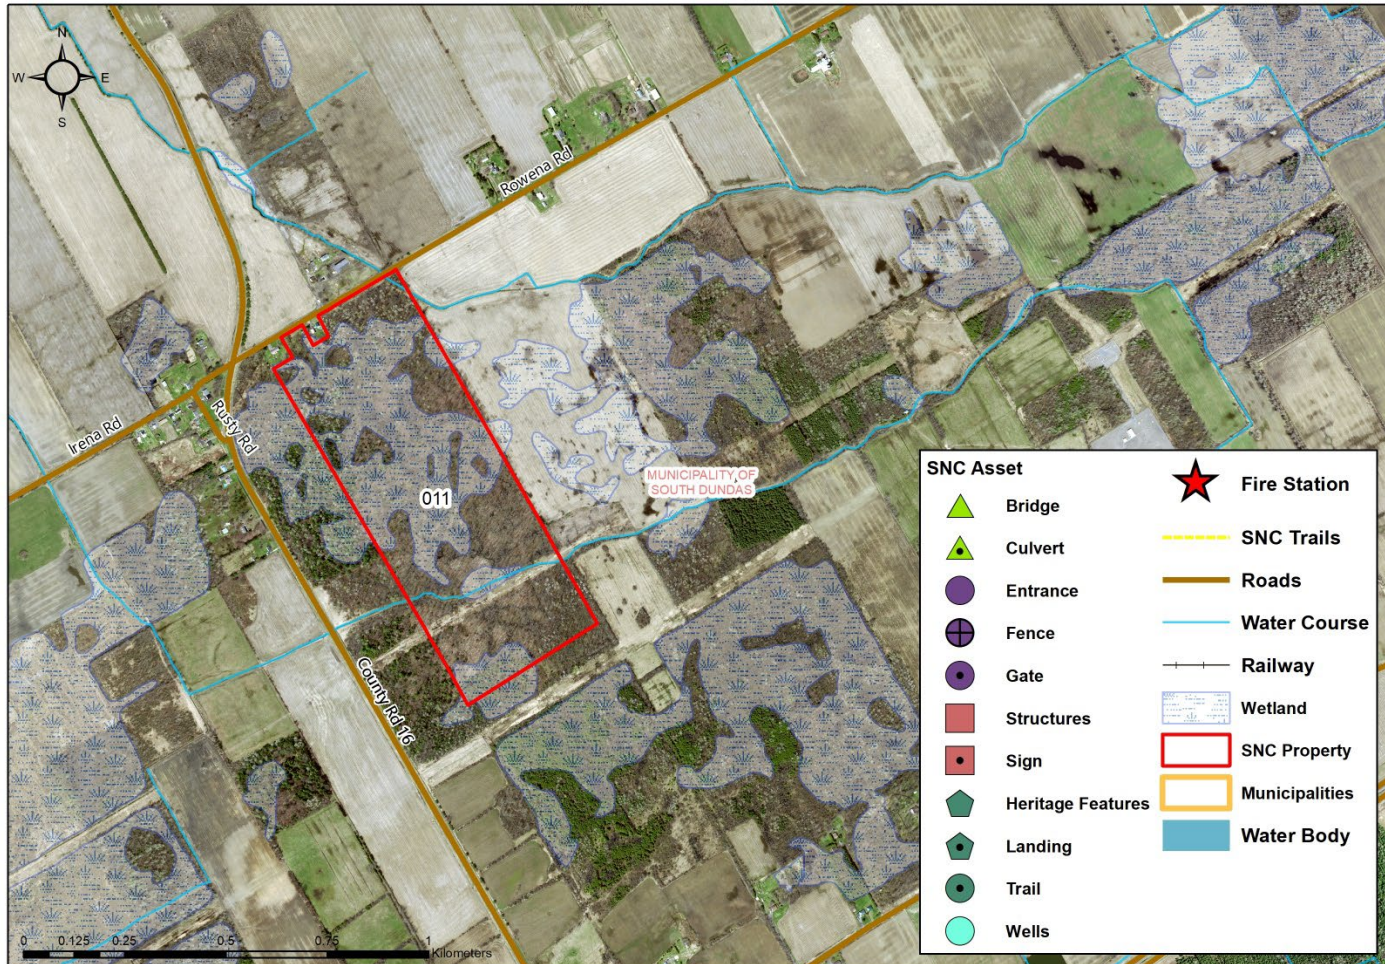 N
W E
S
Rowena Rd
Irena Rd
Rusty Rd
011
MUNICIPALITY OF
SOUTH DUNDAS
County Rd 16
0 0.125 0.25 0.5 0.75 1
Kilometers
SNC Asset
Bridge
Culvert
Entrance
Fence
Gate
Structures
Sign
Heritage Features
Landing
Trail
Wells
Fire Station
SNC Trails
Roads
Water Course
Railway
Wetland
SNC Property
Municipalities
Water Body